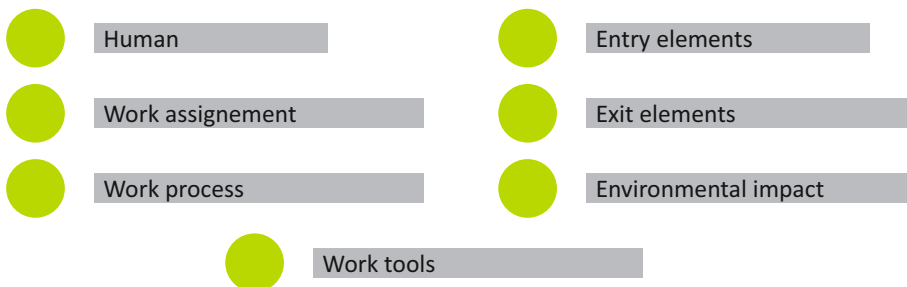 Human
Entry elements
Work assignement
Exit elements
Work process
Environmental impact
Work tools